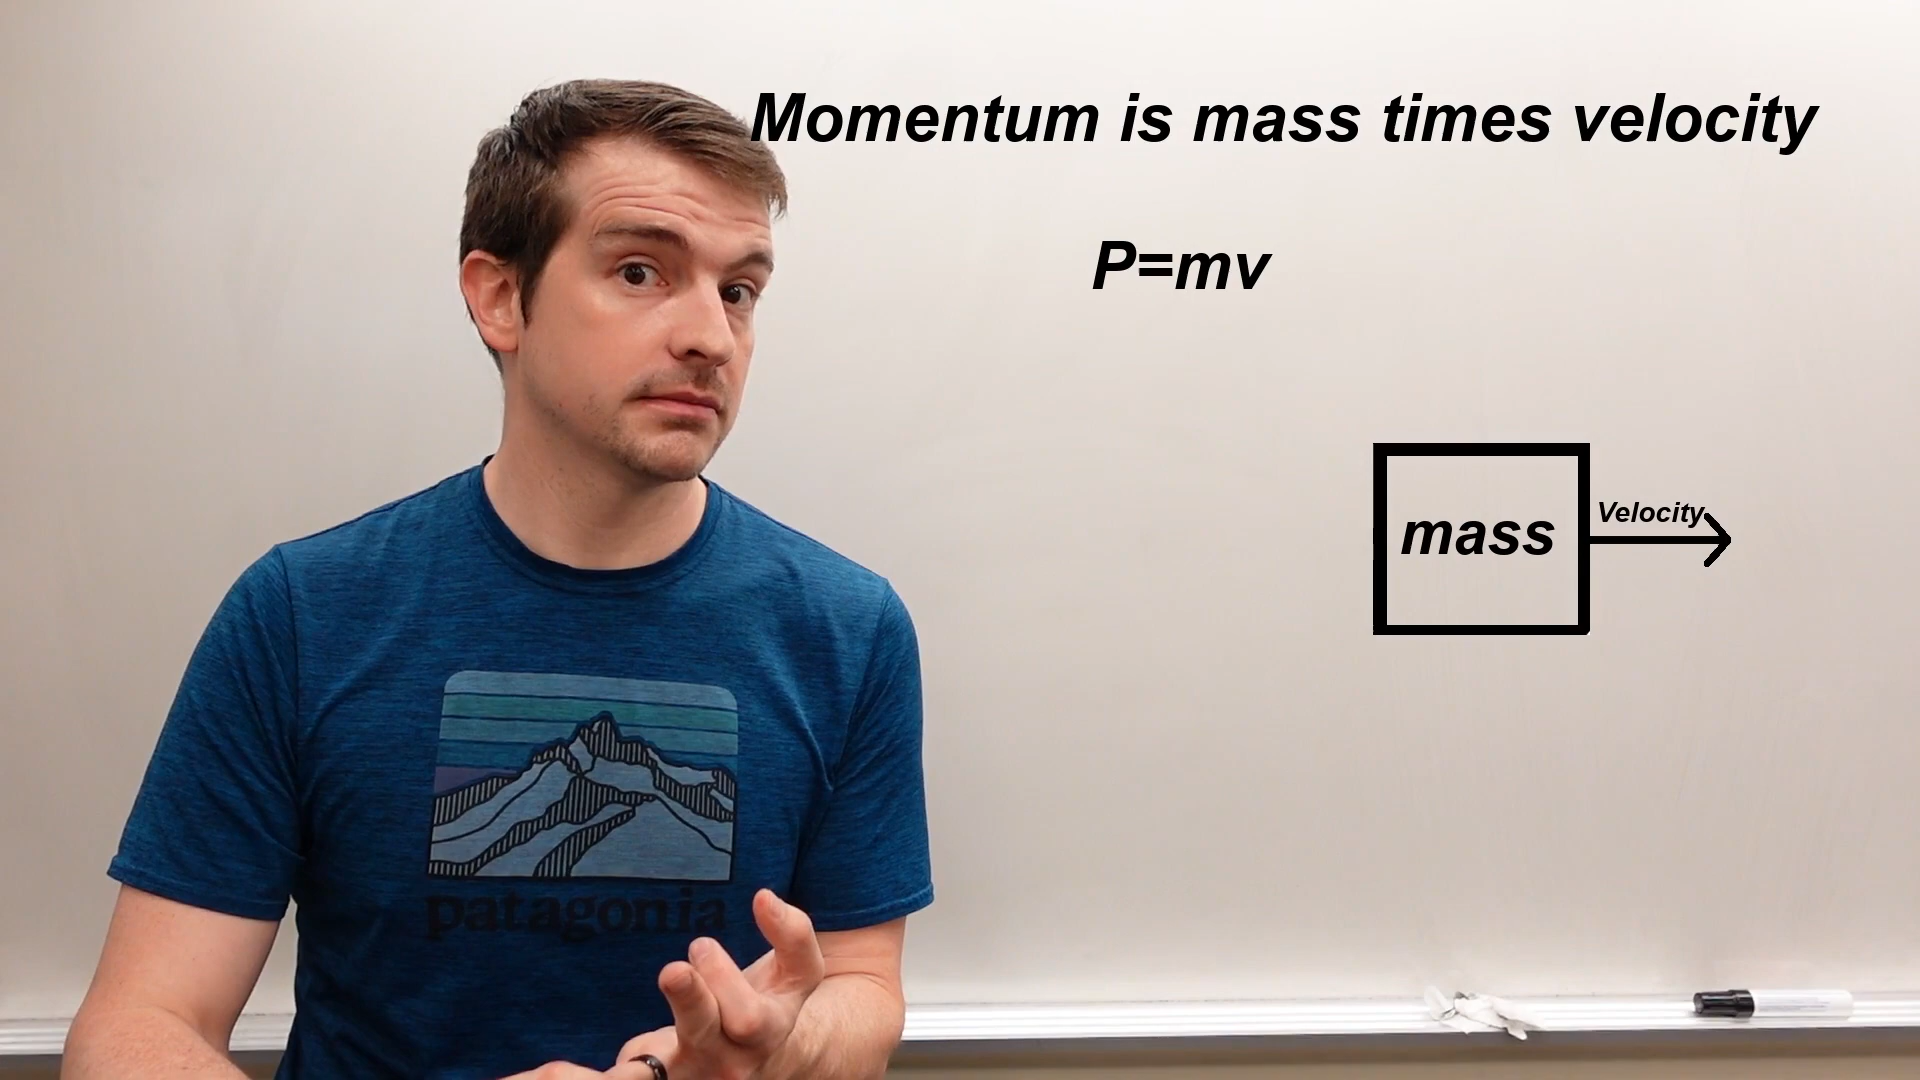 Momentum is mass times velocity
P=mv
Velocity
mass
patagonia